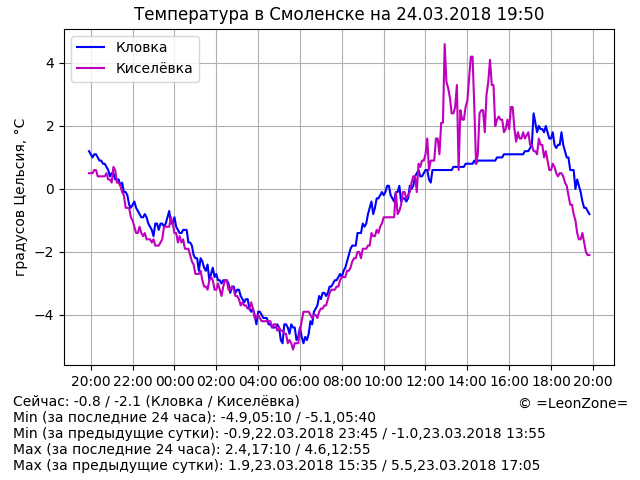 Температура в Смоленске на 24.03.2018 19:50
Кловка
Киселёвка
градусов Цельсия, °C
4
2
0
−2
−4
20:00 22:00 00:00 02:00 04:00 06:00 08:00 10:00 12:00 14:00 16:00 18:00 20:00
Сейчас: -0.8 / -2.1 (Кловка / Киселёвка)
© =LeonZone=
Min (за последние 24 часа): -4.9,05:10 / -5.1,05:40
Min (за предыдущие сутки): -0.9,22.03.2018 23:45 / -1.0,23.03.2018 13:55
Max (за последние 24 часа): 2.4,17:10 / 4.6,12:55
Max (за предыдущие сутки): 1.9,23.03.2018 15:35 / 5.5,23.03.2018 17:05